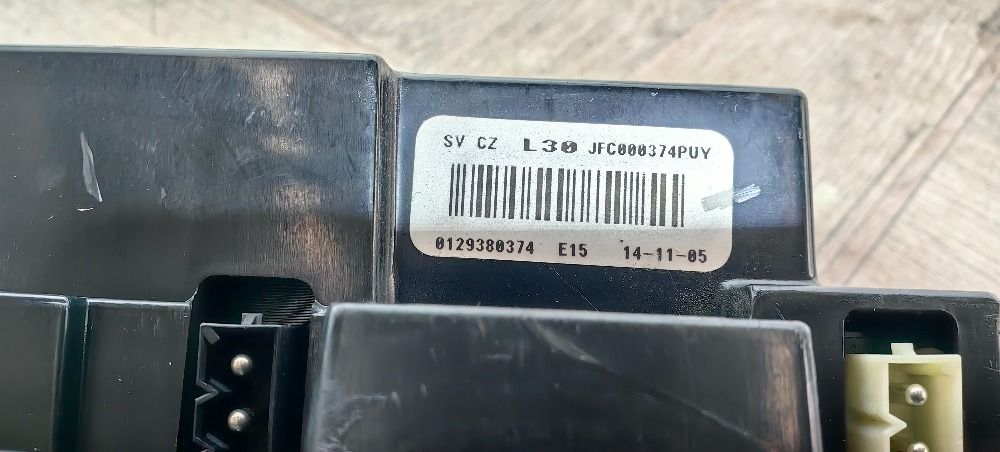 SV CZ L30 JFC000374PUY
0129380374 E15 14-11-05